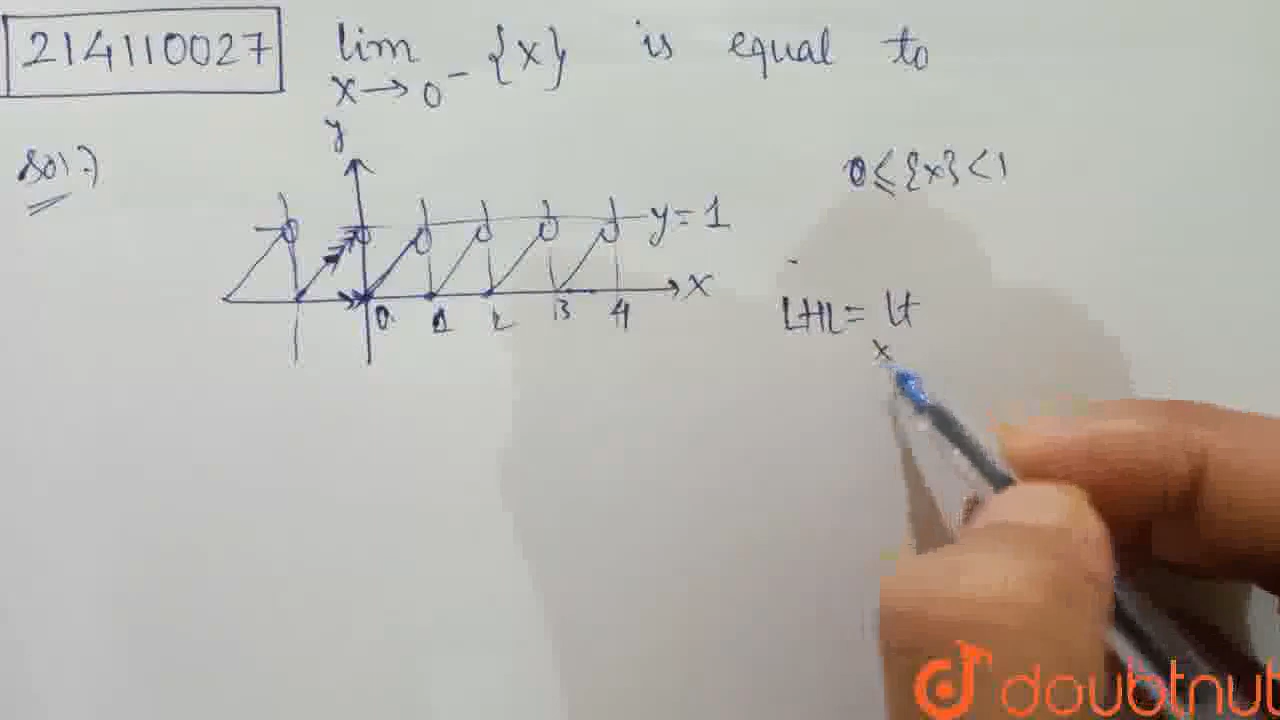 214110027 lim x→0⁻ {x} is equal to
Sol:)
y
0≤{x}<1
y=1
x
0 1 2 3 4
LHL= lt
x
doubtnut